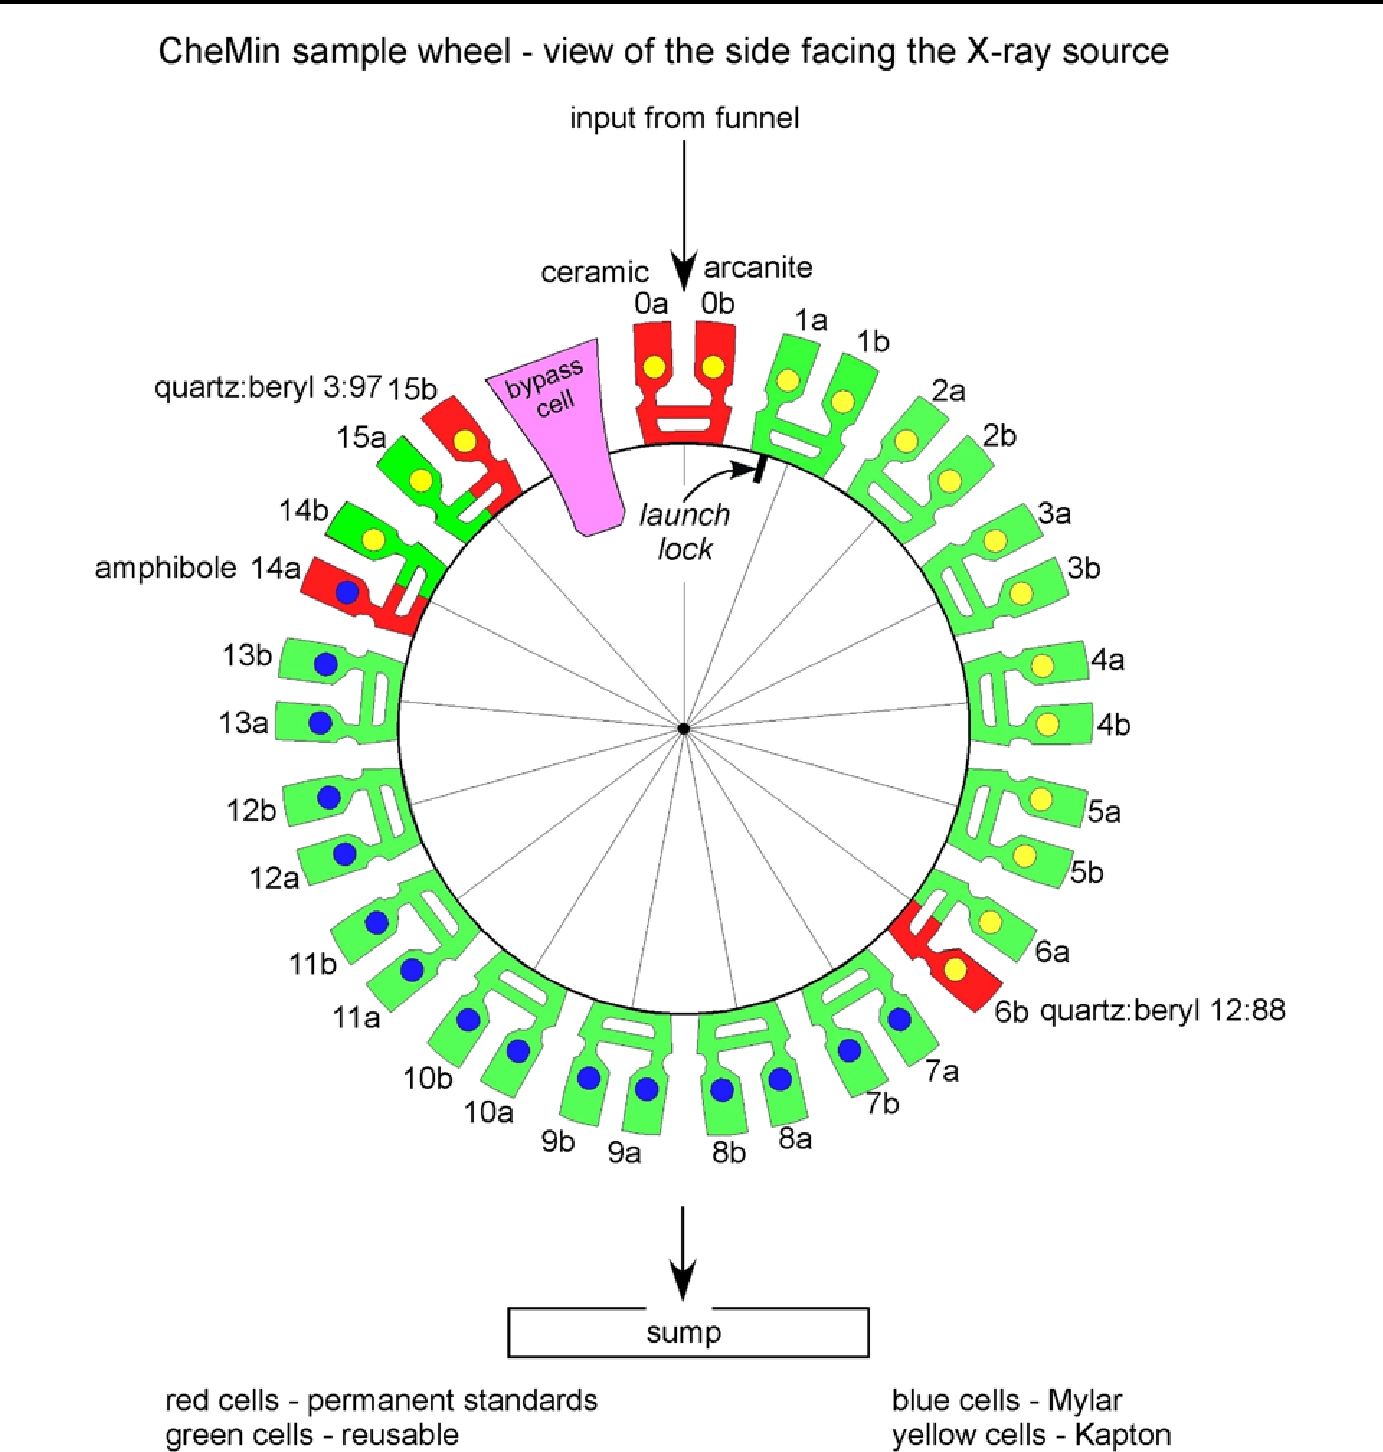 CheMin sample wheel - view of the side facing the X-ray source
input from funnel
ceramic
arcanite
0a
0b
1a
1b
2a
2b
3a
3b
4a
4b
5a
5b
6a
6b quartz:beryl 12:88
7a
7b
8a
8b
9a
9b
10a
10b
11a
11b
12a
12b
13a
13b
amphibole 14a
14b
15a
quartz:beryl 3:97 15b
bypass
cell
launch
lock
sump
red cells - permanent standards
green cells - reusable
blue cells - Mylar
yellow cells - Kapton